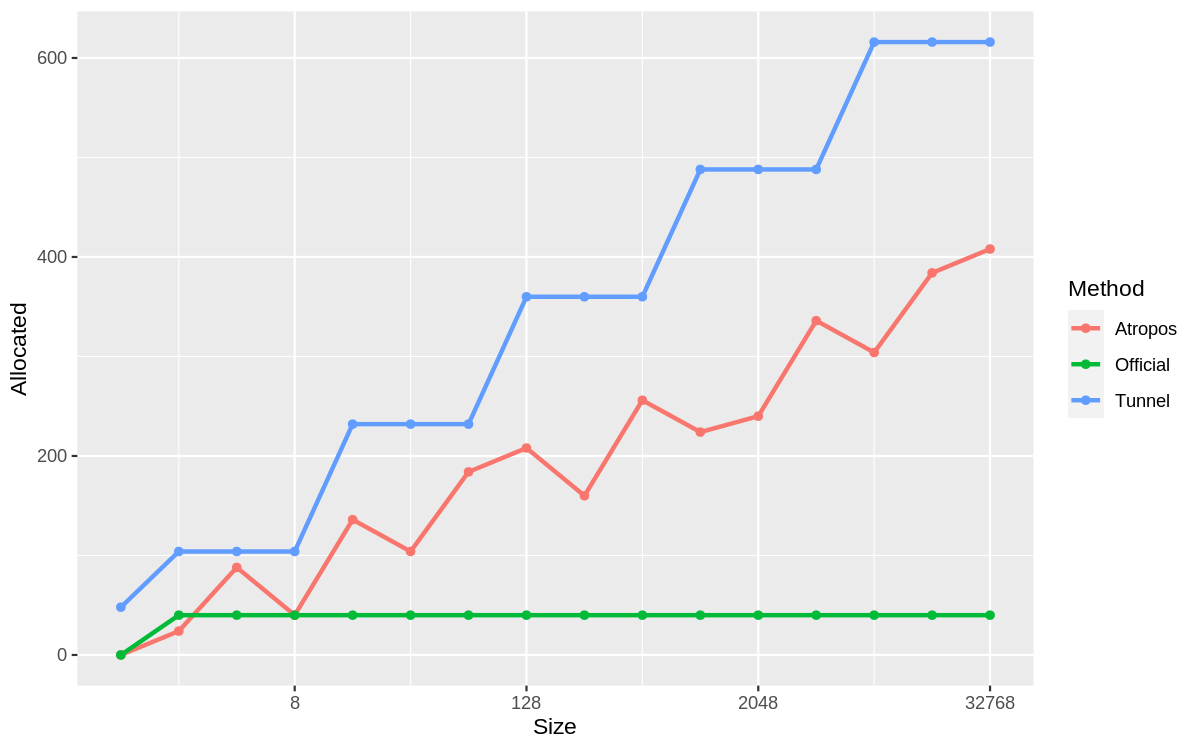 600
400
200
0
Allocated
8
128
2048
32768
Size
Method
Atropos
Official
Tunnel